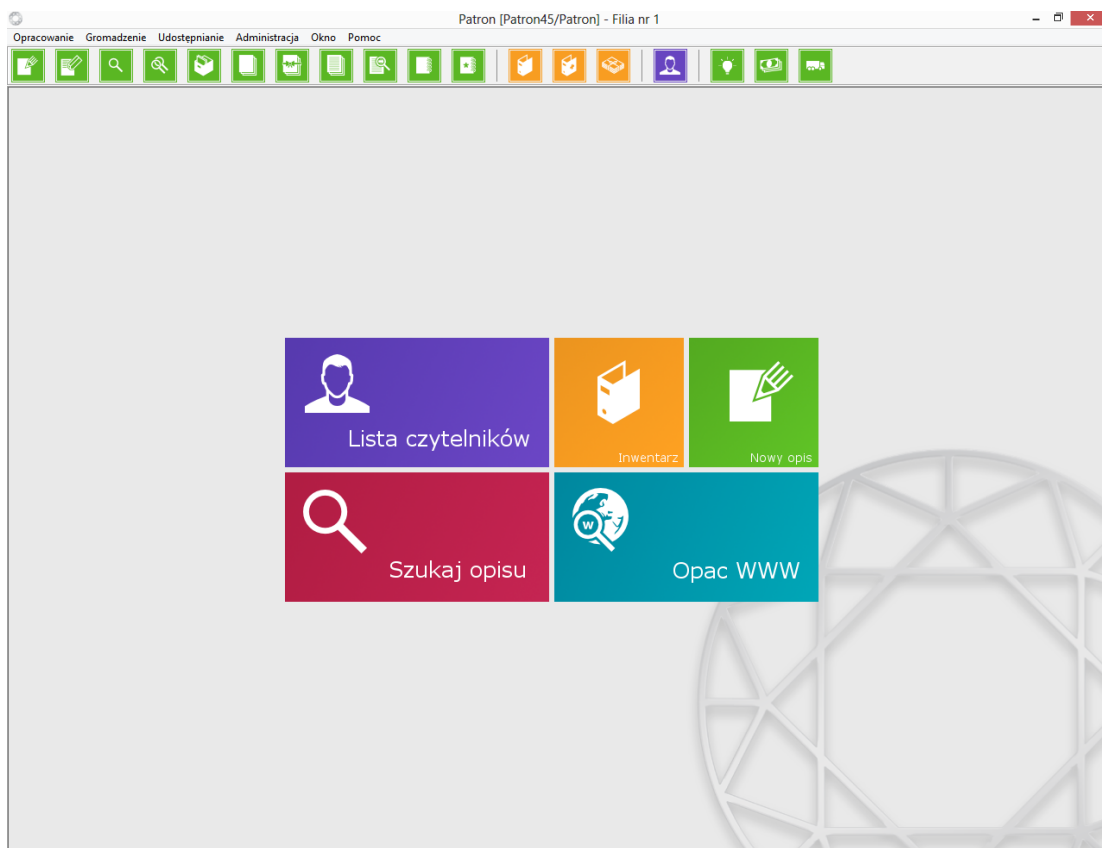 Patron [Patron45/Patron] - Filia nr 1
Opracowanie Gromadzenie Udostępnianie Administracja Okno Pomoc
Lista czytelników
Inwentarz
Nowy opis
Szukaj opisu
W
Opac WWW